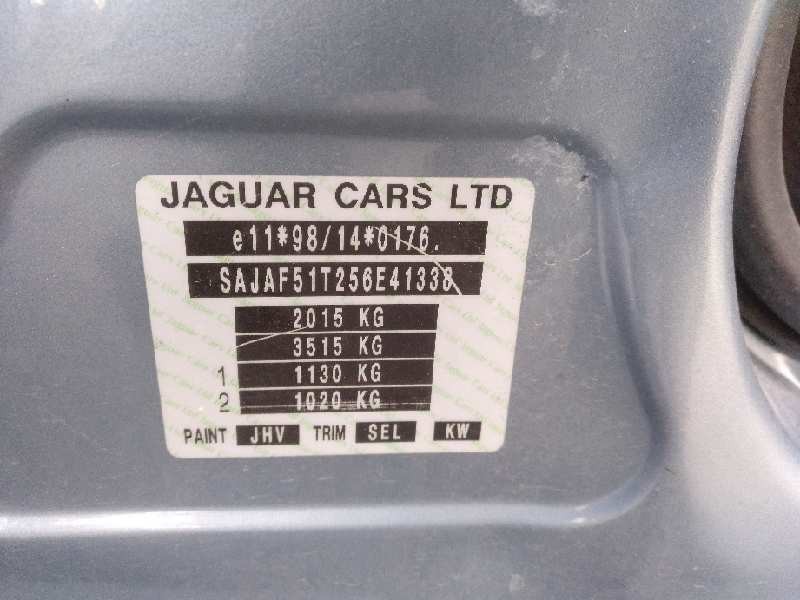 JAGUAR CARS LTD
e11*98/14*0176.
SAJAF51T256E41338
2015 KG
3515 KG
1 1130 KG
2 1020 KG
PAINT JHV TRIM SEL KW